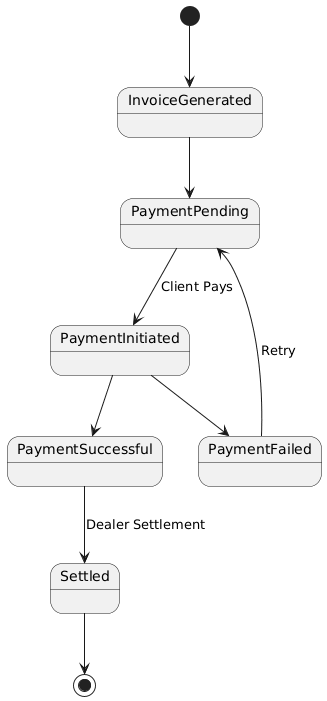 InvoiceGenerated
PaymentPending
Client Pays
PaymentInitiated
Retry
PaymentSuccessful
PaymentFailed
Dealer Settlement
Settled